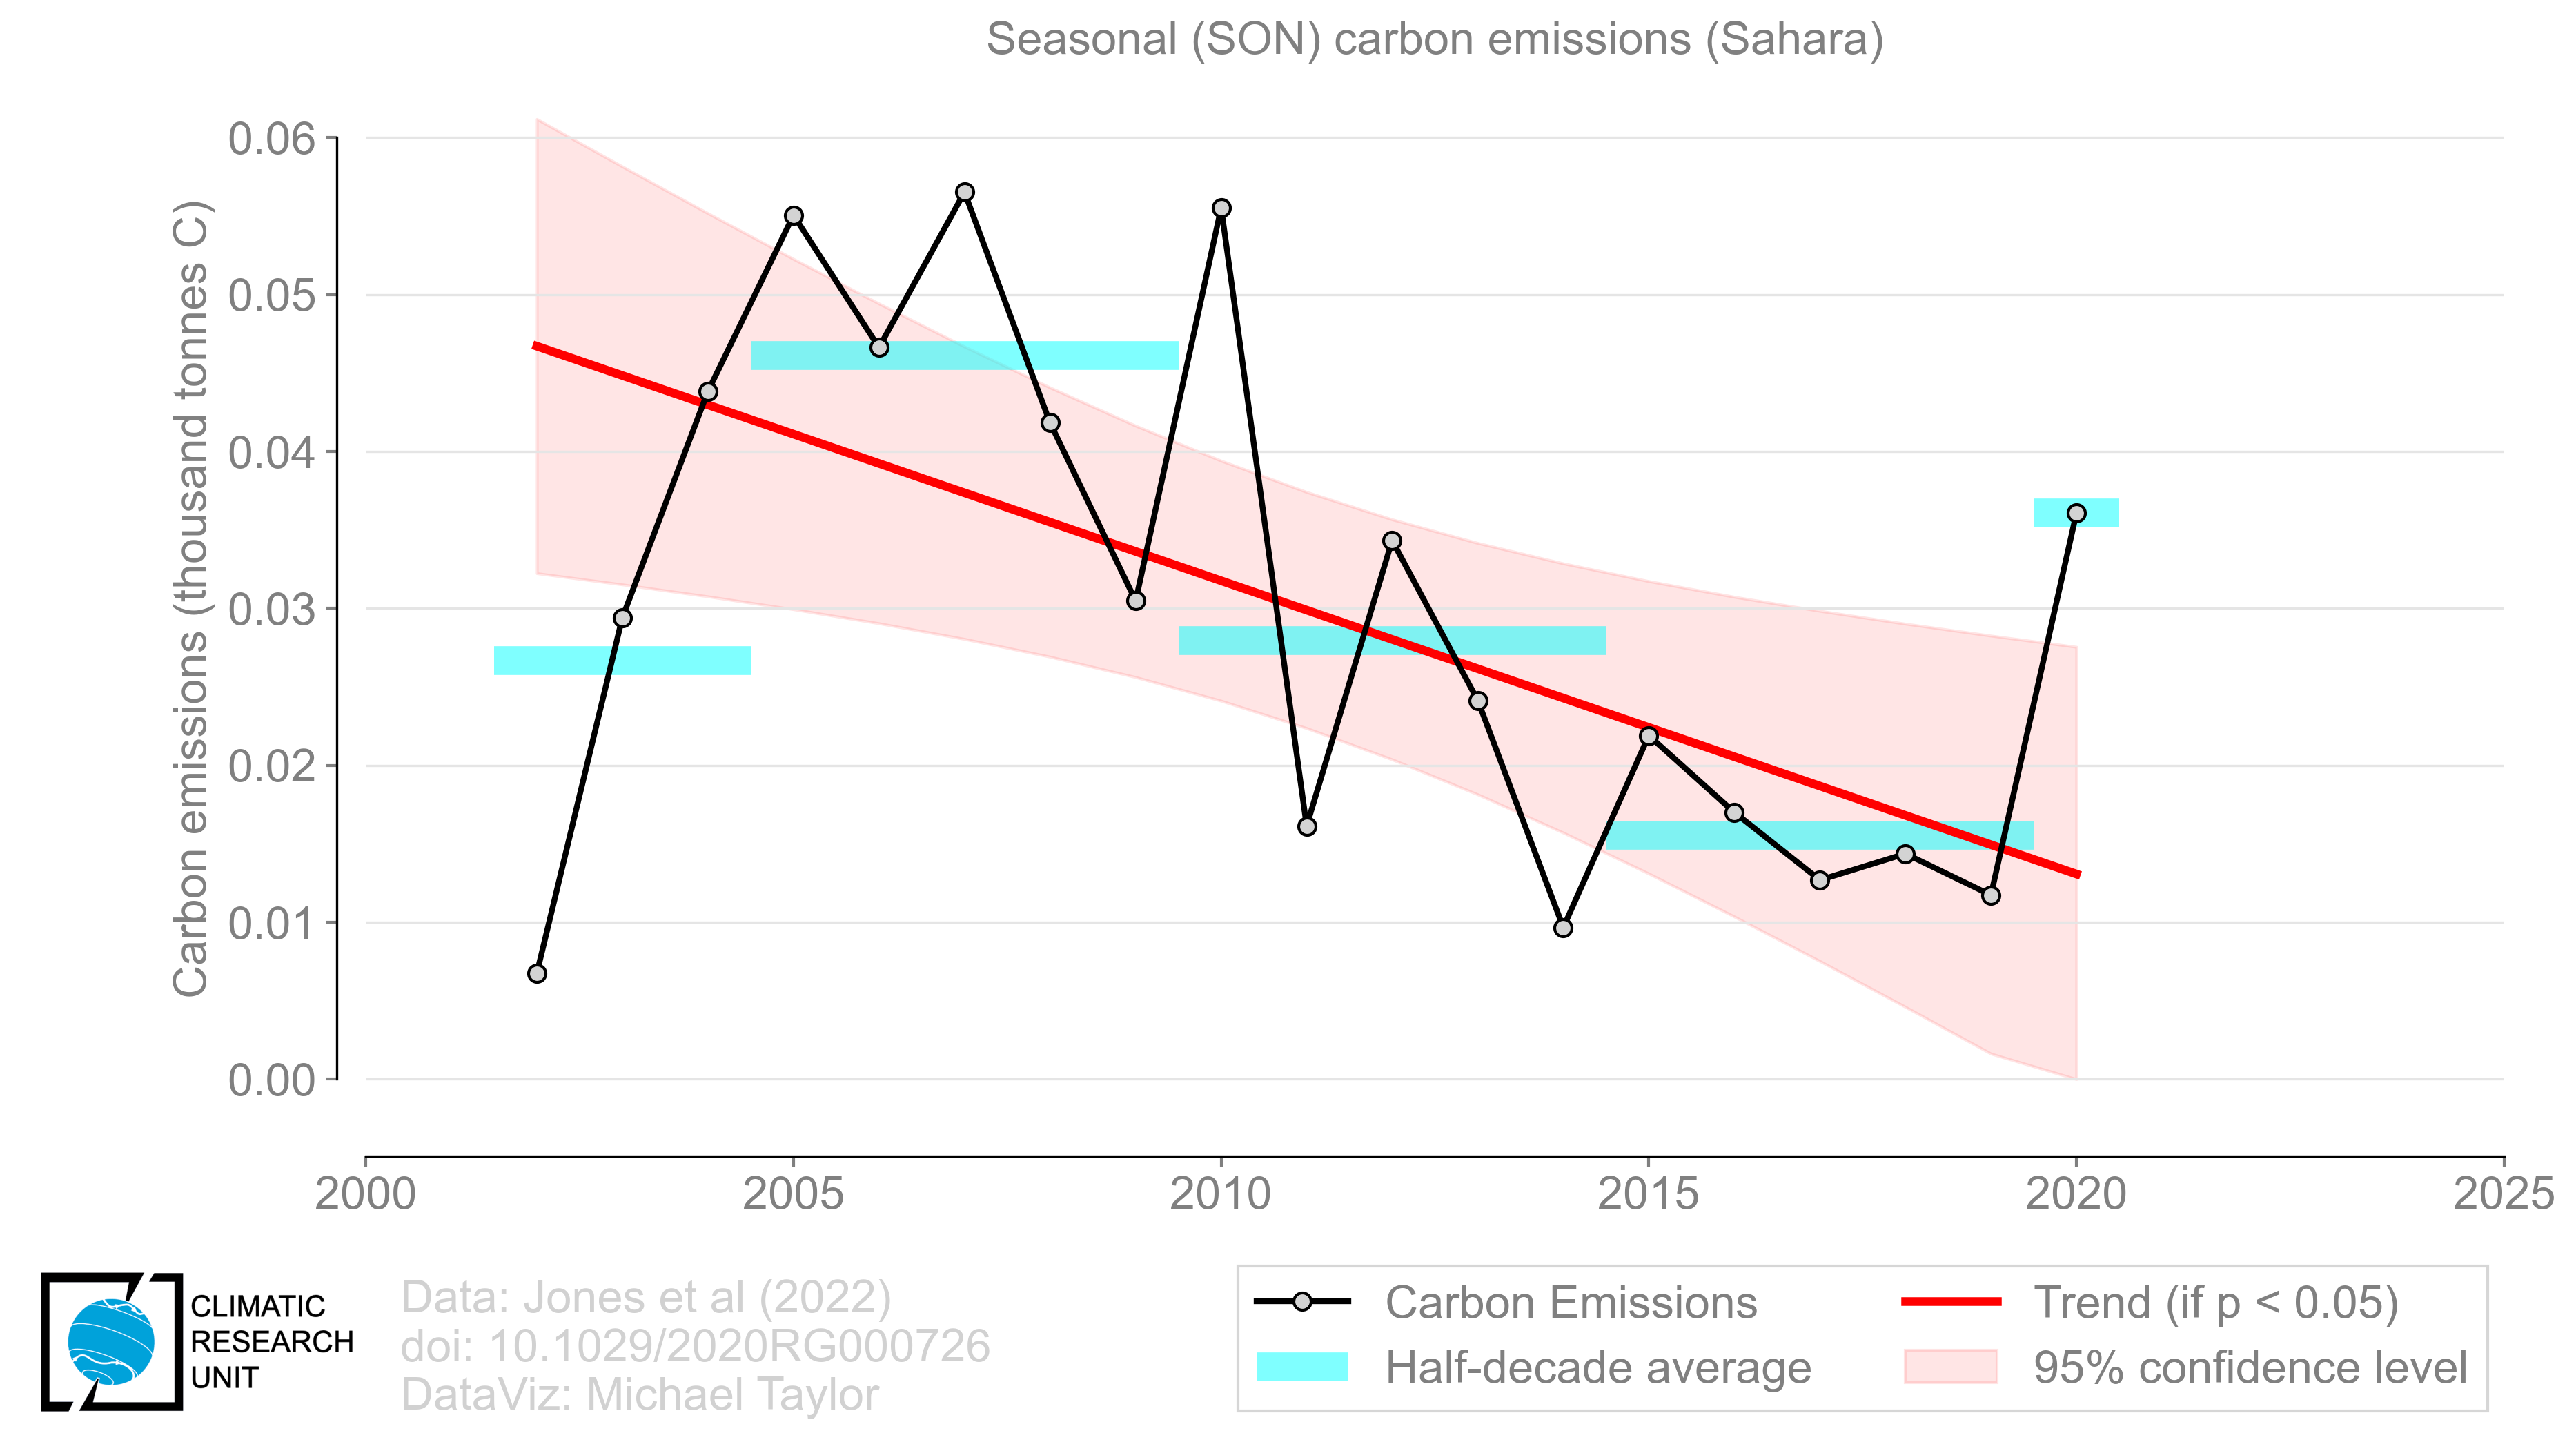 Seasonal (SON) carbon emissions (Sahara)
Carbon emissions (thousand tonnes C)
0.06
0.05
0.04
0.03
0.02
0.01
0.00
2000 2005 2010 2015 2020 2025
CLIMATIC
RESEARCH
UNIT
Data: Jones et al (2022)
doi: 10.1029/2020RG000726
DataViz: Michael Taylor
Carbon Emissions
Half-decade average
Trend (if p < 0.05)
95% confidence level